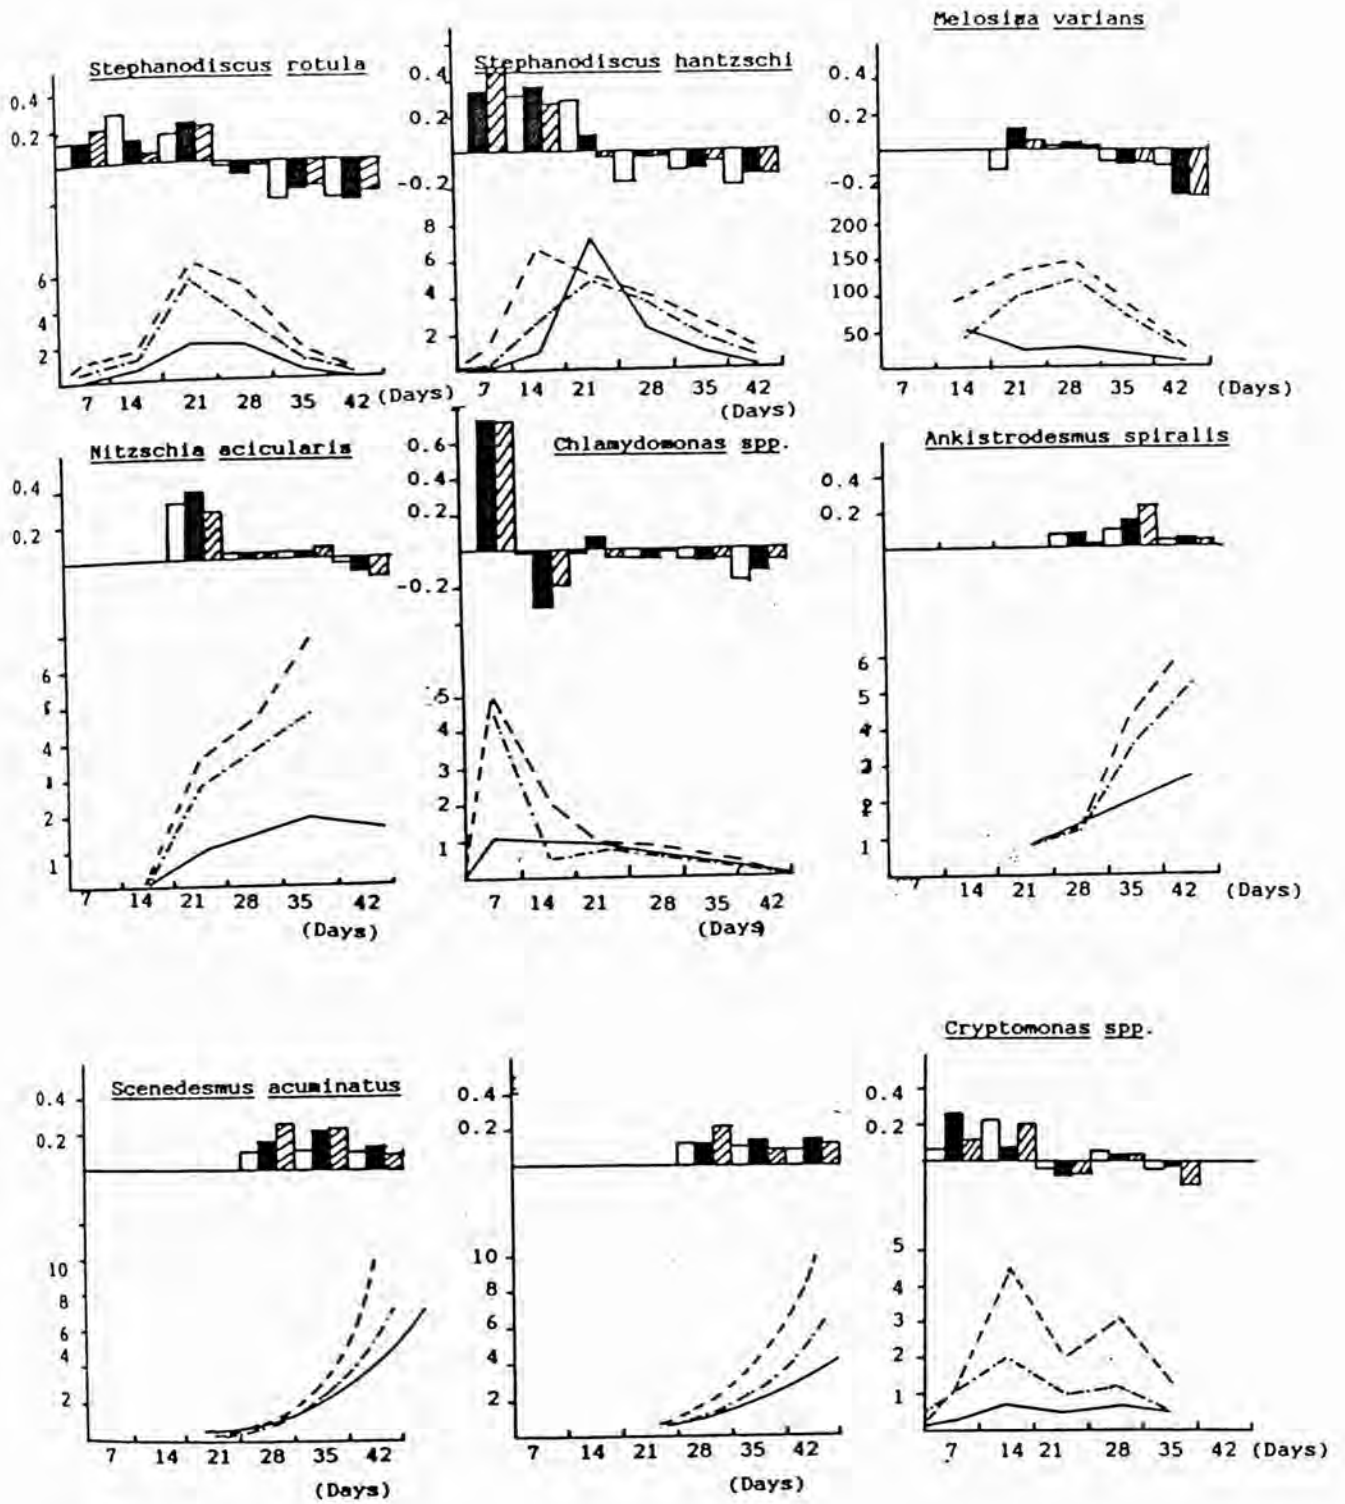 Melosira varians
Stephanodiscus rotula
Stephanodiscus hantzschi
0.4
0.2
6
4
2
7 14 21 28 35 42 (Days)
0.4
0.2
-0.2
8
6
4
2
7 14 21 28 35 42
(Days)
0.4
0.2
-0.2
200
150
100
50
7 14 21 28 35 42
Nitzschia acicularis
Chlamydomonas spp.
Ankistrodesmus spiralis
0.4
0.2
6
5
4
3
2
1
7 14 21 28 35 42
(Days)
0.6
0.4
0.2
-0.2
5
4
3
2
1
7 14 21 28 35 42
(Days)
0.4
0.2
6
5
4
3
2
1
7 14 21 28 35 42 (Days)
Cryptomonas spp.
Scenedesmus acuminatus
0.4
0.2
10
8
6
4
2
7 14 21 28 35 42
(Days)
0.4
0.2
10
8
6
4
2
7 14 21 28 35 42
(Days)
0.4
0.2
5
4
3
2
1
7 14 21 28 35 42 (Days)